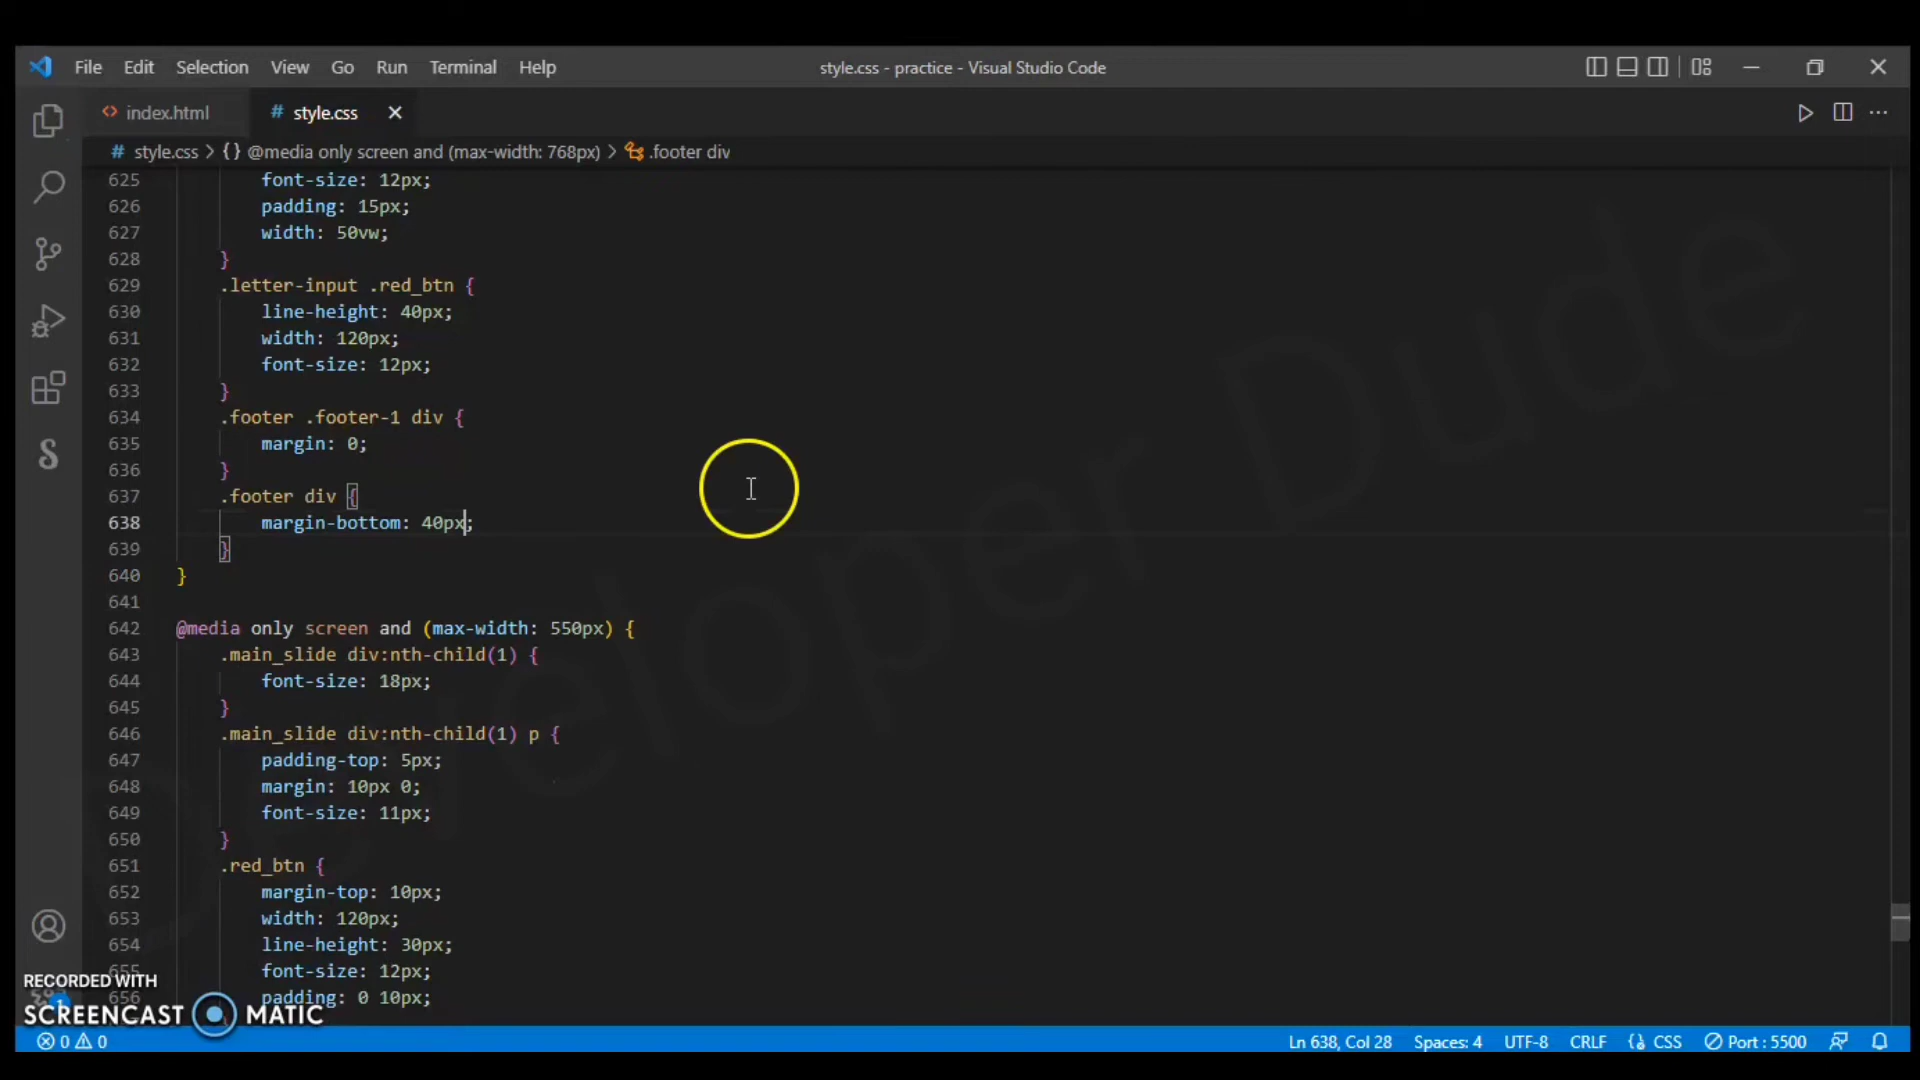 File Edit Selection View Go Run Terminal Help style.css - practice - Visual Studio Code
<> index.html # style.css
# style.css > {} @media only screen and (max-width: 768px) > .footer div
625 font-size: 12px;
626 padding: 15px;
627 width: 50vw;
628 }
629 .letter-input .red_btn {
630 line-height: 40px;
631 width: 120px;
632 font-size: 12px;
633 }
634 .footer .footer-1 div {
635 margin: 0;
636 }
637 .footer div {
638 margin-bottom: 40px;
639 }
640 }
641
642 @media only screen and (max-width: 550px) {
643 .main_slide div:nth-child(1) {
644 font-size: 18px;
645 }
646 .main_slide div:nth-child(1) p {
647 padding-top: 5px;
648 margin: 10px 0;
649 font-size: 11px;
650 }
651 .red_btn {
652 margin-top: 10px;
653 width: 120px;
654 line-height: 30px;
655 font-size: 12px;
656 padding: 0 10px;
Developer Dude
RECORDED WITH
SCREENCAST MATIC
1
0 0 Ln 638, Col 28 Spaces: 4 UTF-8 CRLF {} CSS Port : 5500